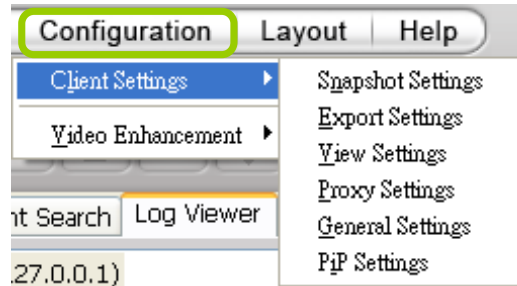 Configuration Layout Help
Client Settings
Video Enhancement
Snapshot Settings
Export Settings
View Settings
Proxy Settings
General Settings
PiP Settings
nt Search Log Viewer
.27.0.0.1)